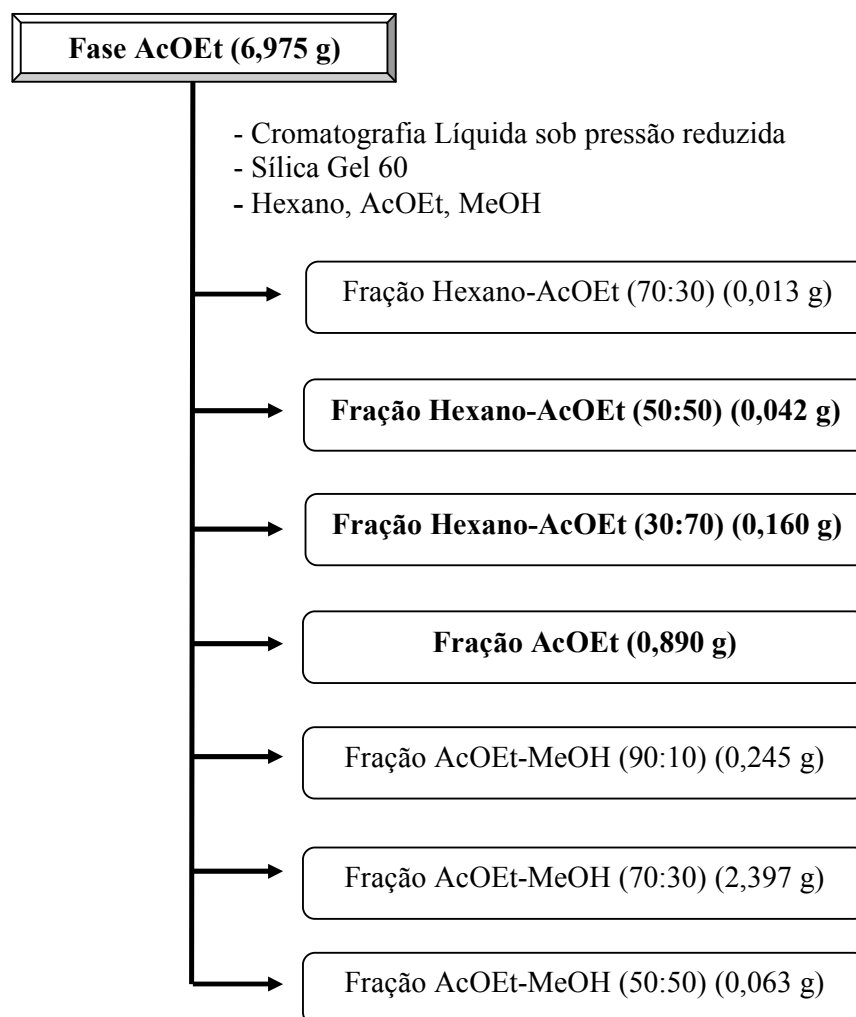 Fase AcOEt (6,975 g)
- Cromatografia Líquida sob pressão reduzida
- Sílica Gel 60
- Hexano, AcOEt, MeOH
Fração Hexano-AcOEt (70:30) (0,013 g)
Fração Hexano-AcOEt (50:50) (0,042 g)
Fração Hexano-AcOEt (30:70) (0,160 g)
Fração AcOEt (0,890 g)
Fração AcOEt-MeOH (90:10) (0,245 g)
Fração AcOEt-MeOH (70:30) (2,397 g)
Fração AcOEt-MeOH (50:50) (0,063 g)